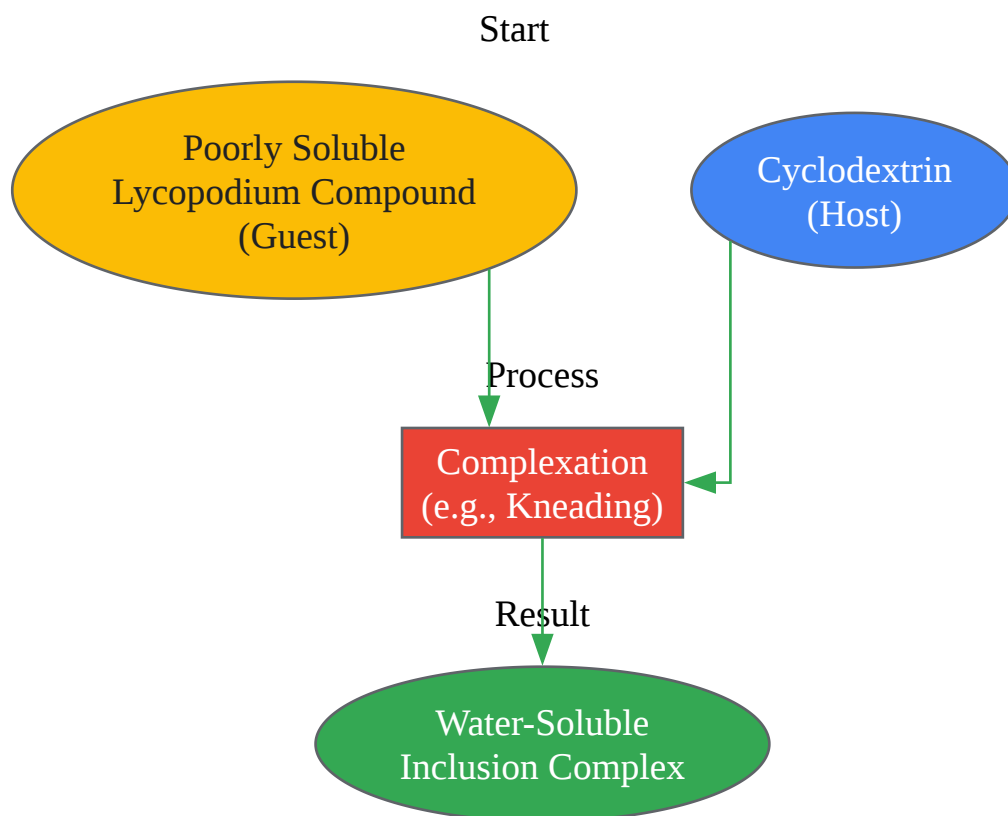 Start
Poorly Soluble
Lycopodium Compound
(Guest)
Cyclodextrin
(Host)
Process
Complexation
(e.g., Kneading)
Result
Water-Soluble
Inclusion Complex